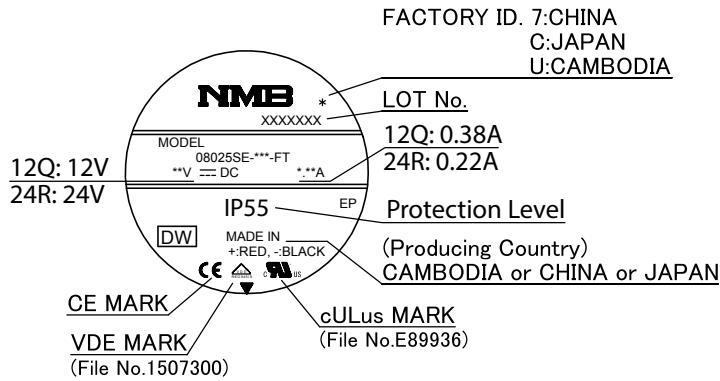 FACTORY ID. 7:CHINA
C:JAPAN
U:CAMBODIA
NMB *
LOT No.
XXXXXXX
MODEL
08025SE-***-FT
**V ⎓ DC *.**A
12Q: 0.38A
24R: 0.22A
12Q: 12V
24R: 24V
IP55
EP
Protection Level
DW
MADE IN
+:RED, -:BLACK
(Producing Country)
CAMBODIA or CHINA or JAPAN
CE
c US
CE MARK
cULus MARK
(File No.E89936)
VDE MARK
(File No.1507300)